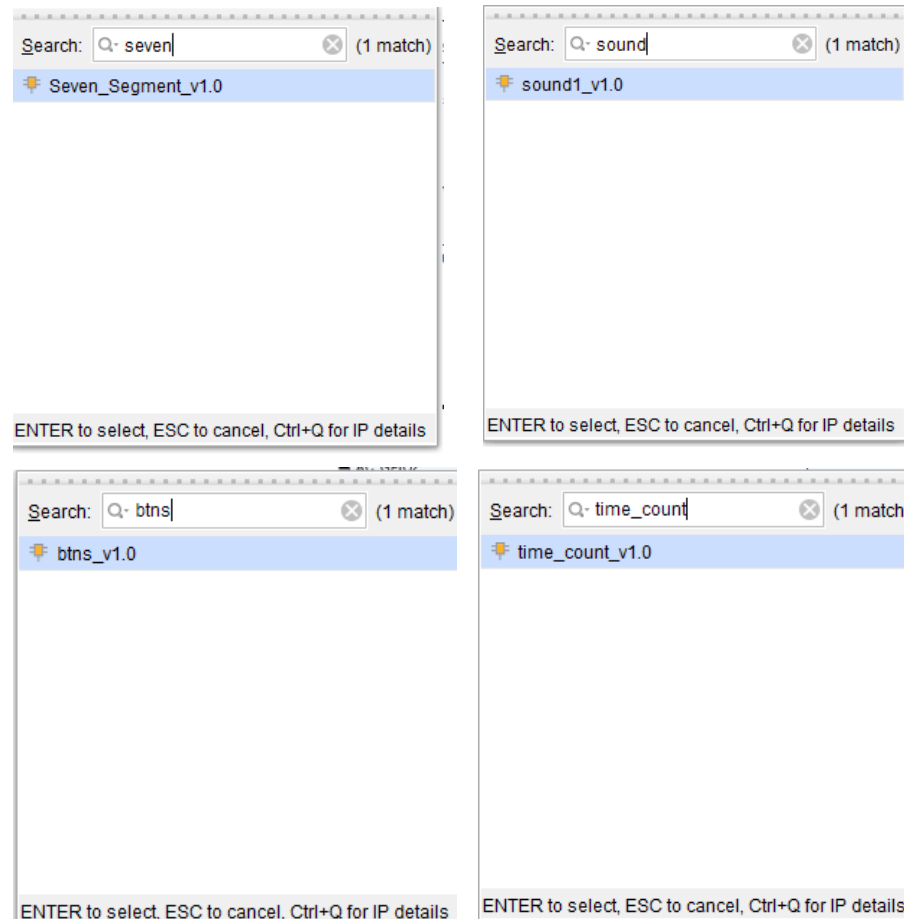 Search: seven (1 match)
Seven_Segment_v1.0
ENTER to select, ESC to cancel, Ctrl+Q for IP details
Search: sound (1 match)
sound1_v1.0
ENTER to select, ESC to cancel, Ctrl+Q for IP details
Search: btns (1 match)
btns_v1.0
ENTER to select, ESC to cancel, Ctrl+Q for IP details
Search: time_count (1 match
time_count_v1.0
ENTER to select, ESC to cancel, Ctrl+Q for IP details